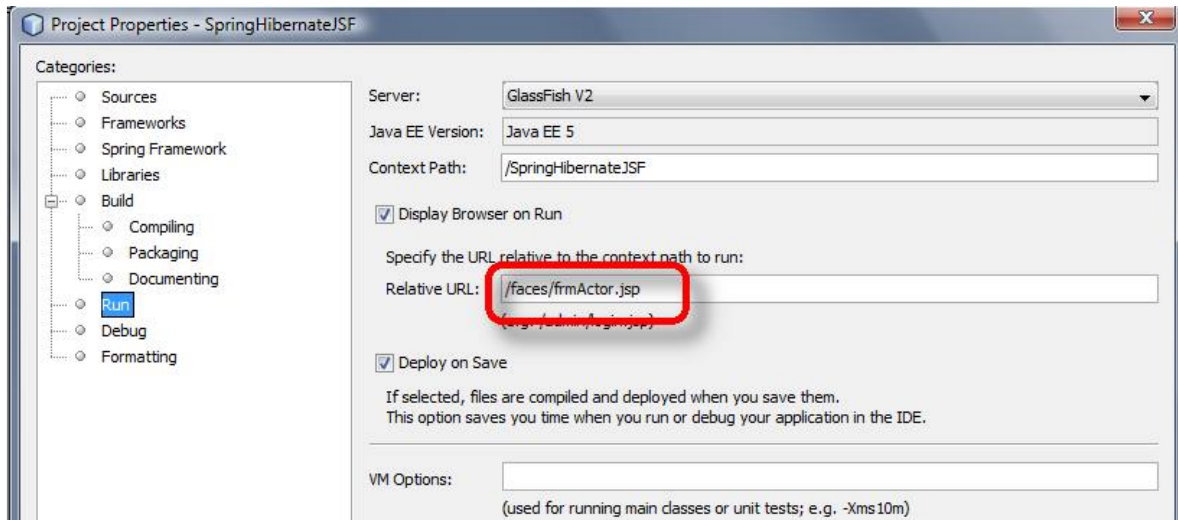 Project Properties - SpringHibernateJSF
Categories:
Sources
Frameworks
Spring Framework
Libraries
Build
Compiling
Packaging
Documenting
Run
Debug
Formatting
Server: GlassFish V2
Java EE Version: Java EE 5
Context Path: /SpringHibernateJSF
Display Browser on Run
Specify the URL relative to the context path to run:
Relative URL: /faces/frmActor.jsp
(e.g. /admin/login.jsp)
Deploy on Save
If selected, files are compiled and deployed when you save them.
This option saves you time when you run or debug your application in the IDE.
VM Options:
(used for running main classes or unit tests; e.g. -Xms10m)